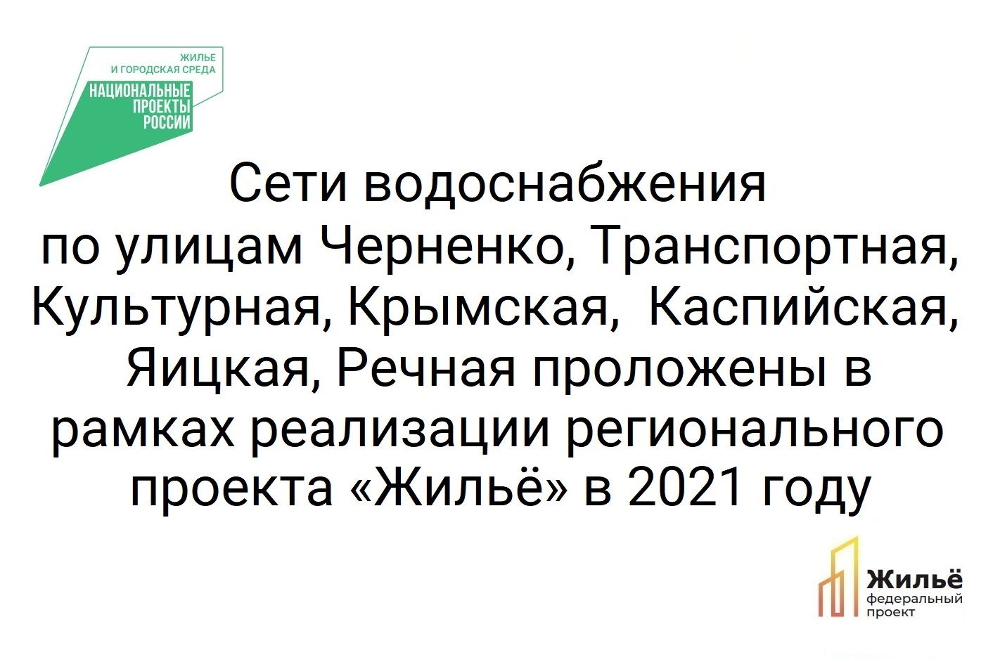 ЖИЛЬЕ
И ГОРОДСКАЯ СРЕДА
НАЦИОНАЛЬНЫЕ
ПРОЕКТЫ
РОССИИ
Сети водоснабжения
по улицам Черненко, Транспортная,
Культурная, Крымская, Каспийская,
Яицкая, Речная проложены в
рамках реализации регионального
проекта «Жильё» в 2021 году
Жильё
федеральный
проект